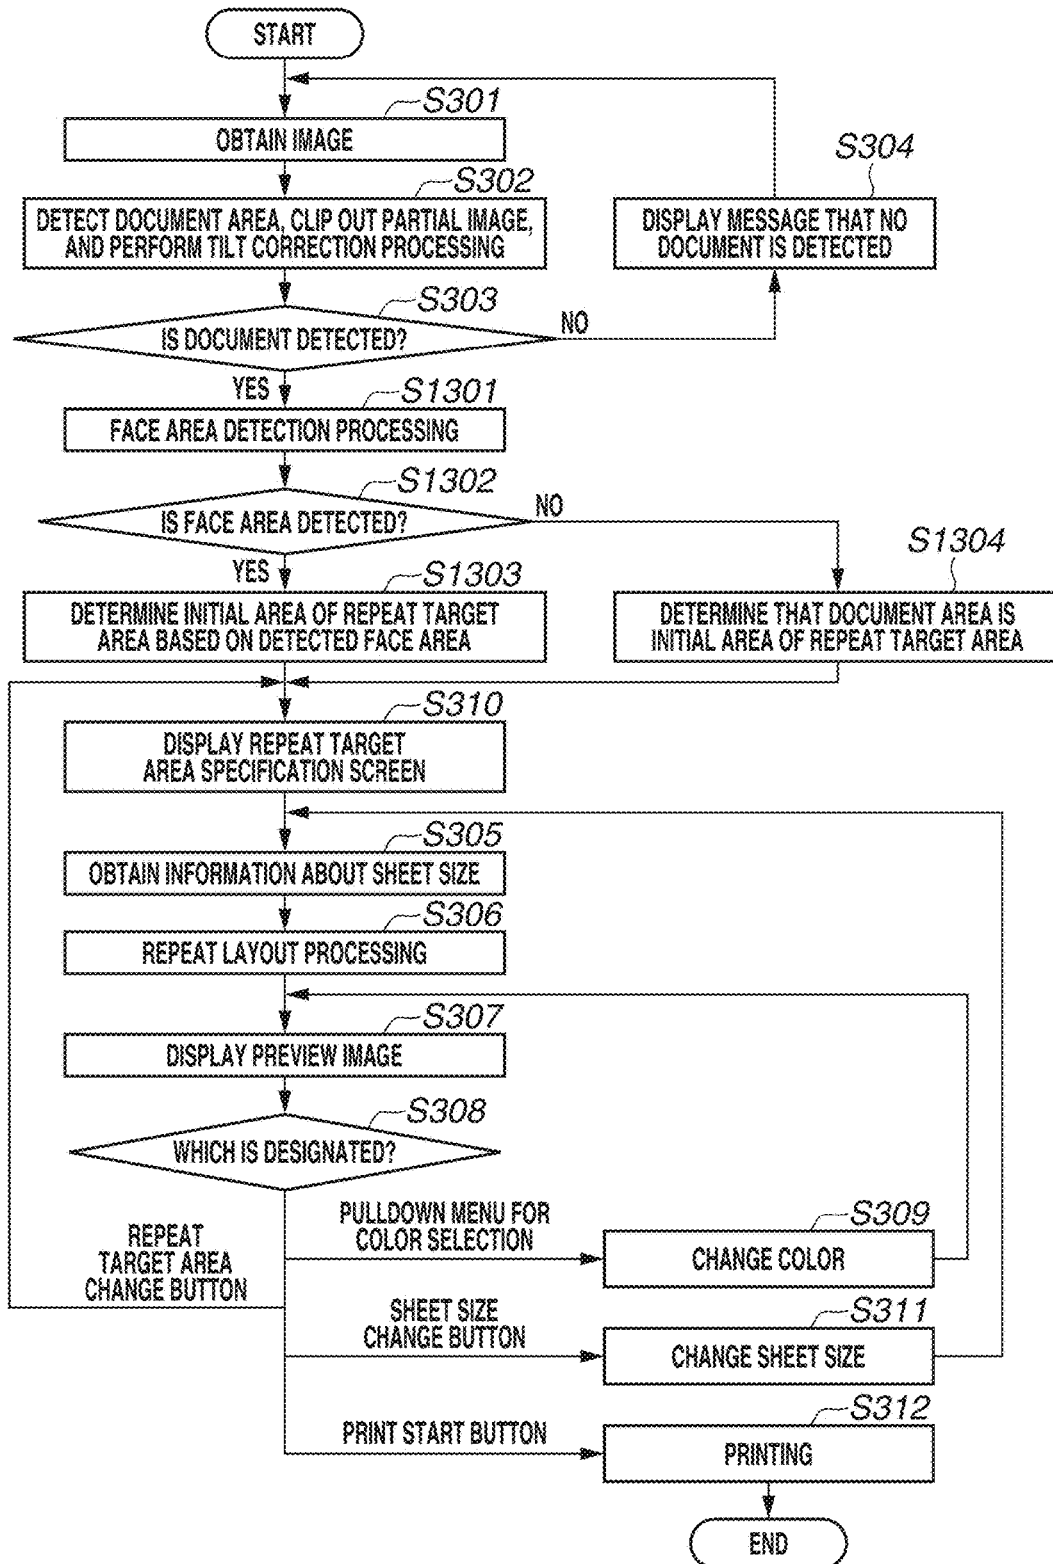 START
S301
OBTAIN IMAGE
S302
DETECT DOCUMENT AREA, CLIP OUT PARTIAL IMAGE,
AND PERFORM TILT CORRECTION PROCESSING
S304
DISPLAY MESSAGE THAT NO
DOCUMENT IS DETECTED
S303
IS DOCUMENT DETECTED?
NO
YES
S1301
FACE AREA DETECTION PROCESSING
S1302
IS FACE AREA DETECTED?
NO
YES
S1303
DETERMINE INITIAL AREA OF REPEAT TARGET
AREA BASED ON DETECTED FACE AREA
S1304
DETERMINE THAT DOCUMENT AREA IS
INITIAL AREA OF REPEAT TARGET AREA
S310
DISPLAY REPEAT TARGET
AREA SPECIFICATION SCREEN
S305
OBTAIN INFORMATION ABOUT SHEET SIZE
S306
REPEAT LAYOUT PROCESSING
S307
DISPLAY PREVIEW IMAGE
S308
WHICH IS DESIGNATED?
REPEAT
TARGET AREA
CHANGE BUTTON
PULLDOWN MENU FOR
COLOR SELECTION
S309
CHANGE COLOR
SHEET SIZE
CHANGE BUTTON
S311
CHANGE SHEET SIZE
PRINT START BUTTON
S312
PRINTING
END